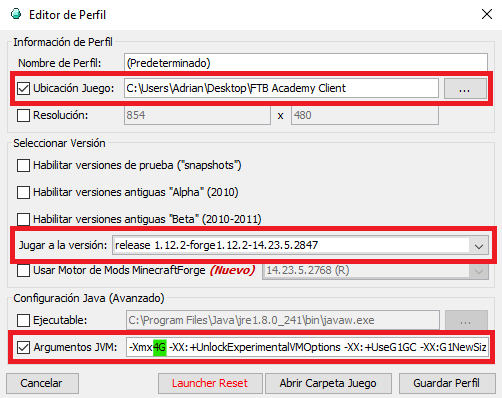 Editor de Perfil
Información de Perfil
Nombre de Perfil: (Predeterminado)
Ubicación Juego: C:\Users\Adrian\Desktop\FTB Academy Client ...
Resolución: 854 x 480
Seleccionar Versión
Habilitar versiones de prueba ("snapshots")
Habilitar versiones antiguas "Alpha" (2010)
Habilitar versiones antiguas "Beta" (2010-2011)
Jugar a la versión: release 1.12.2-forge1.12.2-14.23.5.2847
Usar Motor de Mods MinecraftForge (Nuevo) 14.23.5.2768 (R)
Configuración Java (Avanzado)
Ejecutable: C:\Program Files\Java\jre1.8.0_241\bin\javaw.exe ...
Argumentos JVM: -Xmx4G -XX:+UnlockExperimentalVMOptions -XX:+UseG1GC -XX:G1NewSiz
Cancelar Launcher Reset Abrir Carpeta Juego Guardar Perfil